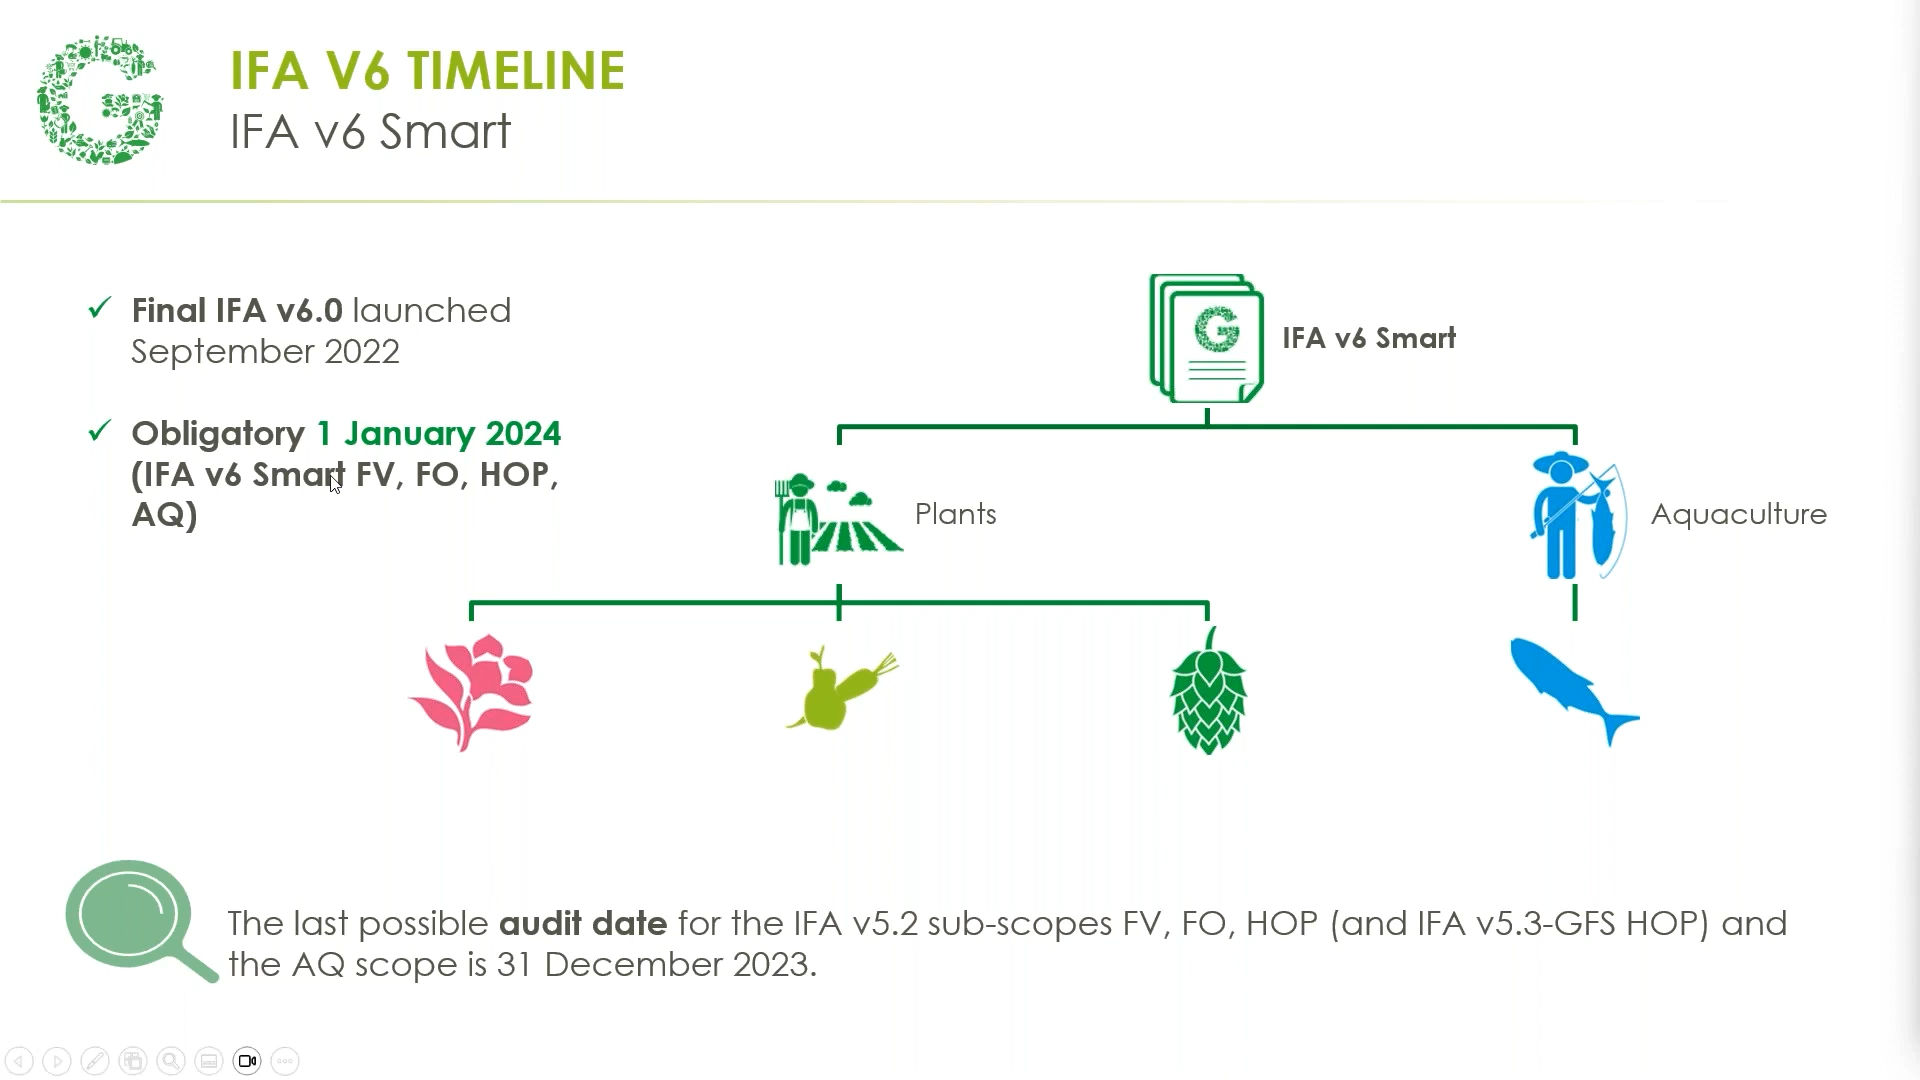 IFA V6 TIMELINE
IFA v6 Smart
✓ Final IFA v6.0 launched
September 2022
✓ Obligatory 1 January 2024
(IFA v6 Smart FV, FO, HOP,
AQ)
IFA v6 Smart
Plants
Aquaculture
The last possible audit date for the IFA v5.2 sub-scopes FV, FO, HOP (and IFA v5.3-GFS HOP) and
the AQ scope is 31 December 2023.